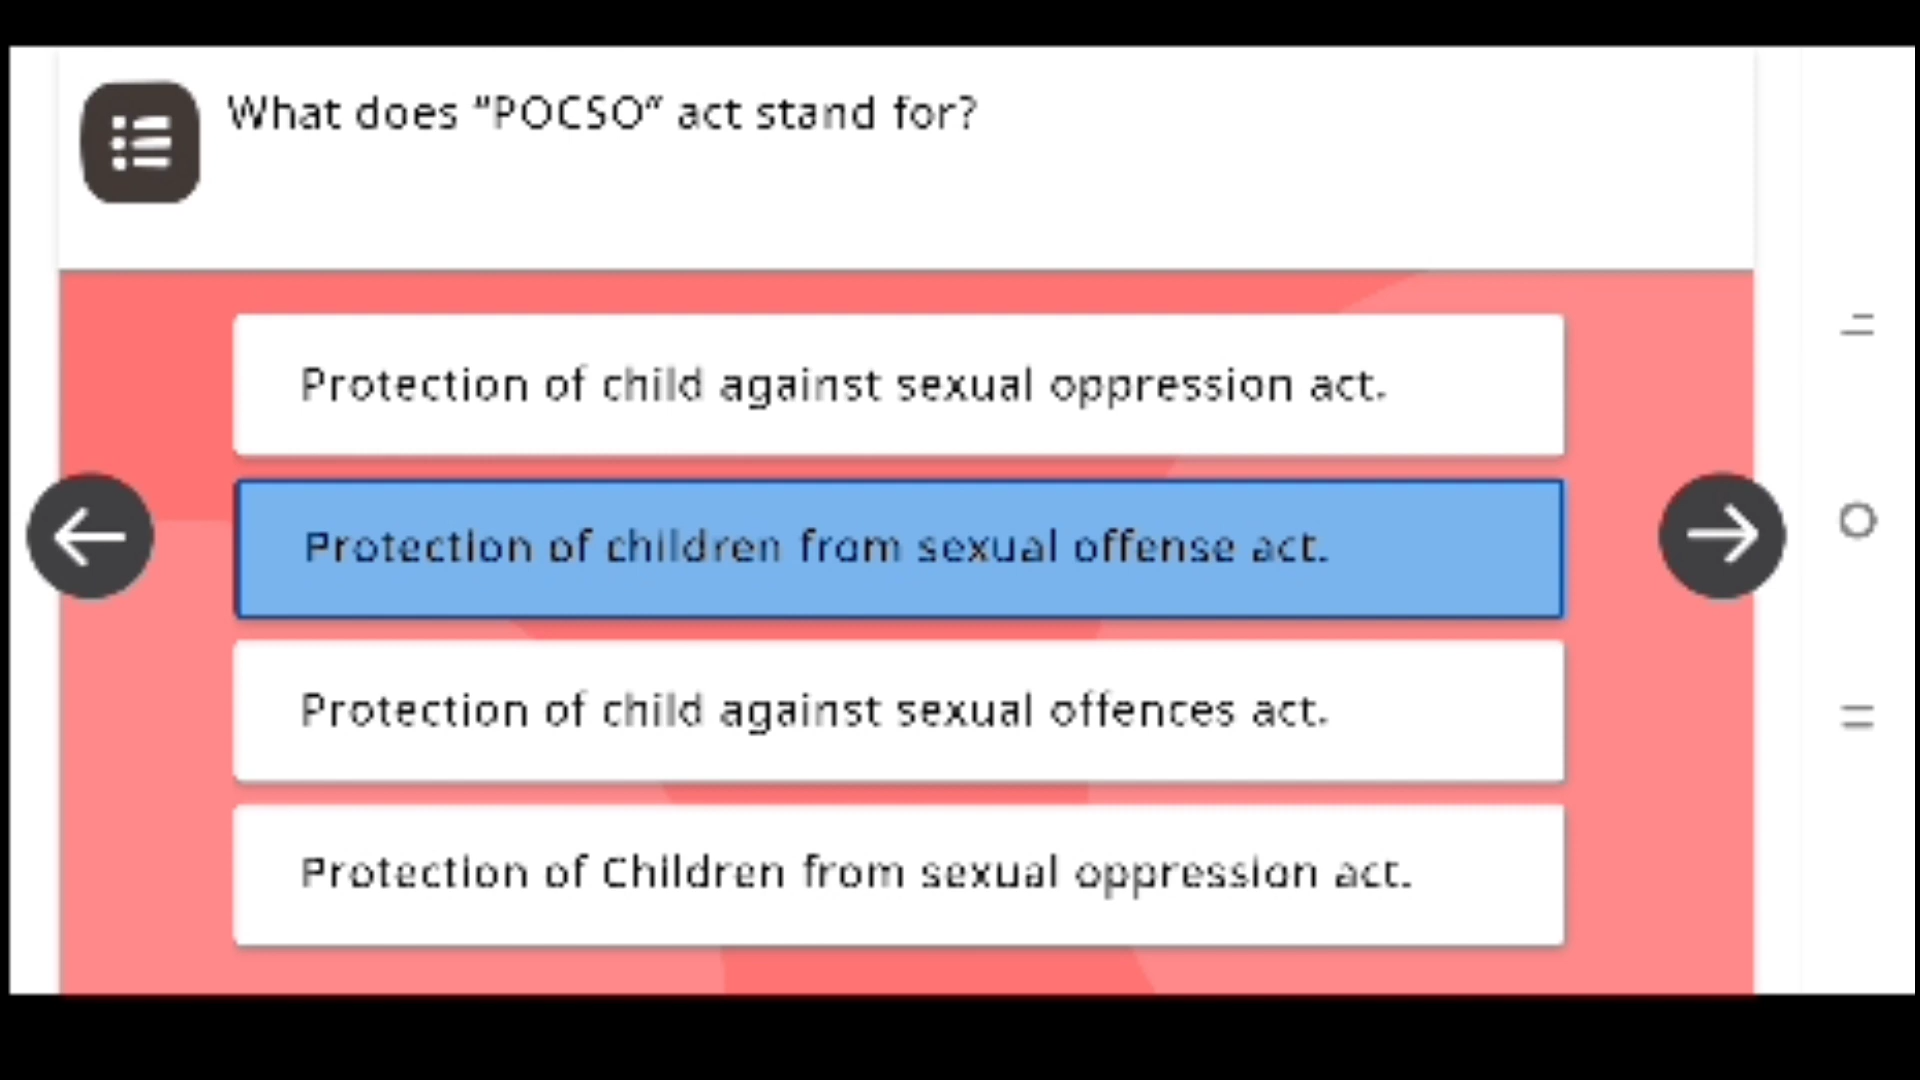 What does “POCSO” act stand for?
Protection of child against sexual oppression act.
Protection of children from sexual offense act.
Protection of child against sexual offences act.
Protection of Children from sexual oppression act.